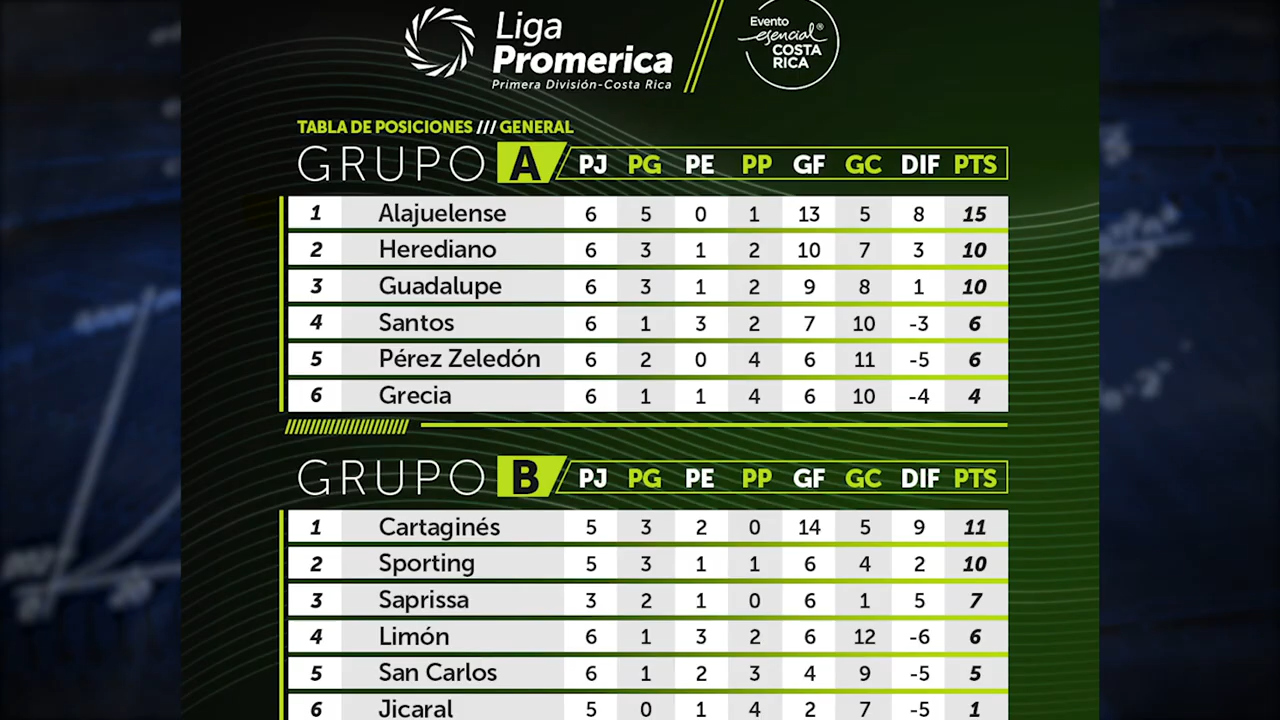 Liga
Promerica
Primera División-Costa Rica
Evento
esencial®
COSTA
RICA
TABLA DE POSICIONES /// GENERAL
GRUPO A PJ PG PE PP GF GC DIF PTS
1 Alajuelense 6 5 0 1 13 5 8 15
2 Herediano 6 3 1 2 10 7 3 10
3 Guadalupe 6 3 1 2 9 8 1 10
4 Santos 6 1 3 2 7 10 -3 6
5 Pérez Zeledón 6 2 0 4 6 11 -5 6
6 Grecia 6 1 1 4 6 10 -4 4
GRUPO B PJ PG PE PP GF GC DIF PTS
1 Cartaginés 5 3 2 0 14 5 9 11
2 Sporting 5 3 1 1 6 4 2 10
3 Saprissa 3 2 1 0 6 1 5 7
4 Limón 6 1 3 2 6 12 -6 6
5 San Carlos 6 1 2 3 4 9 -5 5
6 Jicaral 5 0 1 4 2 7 -5 1